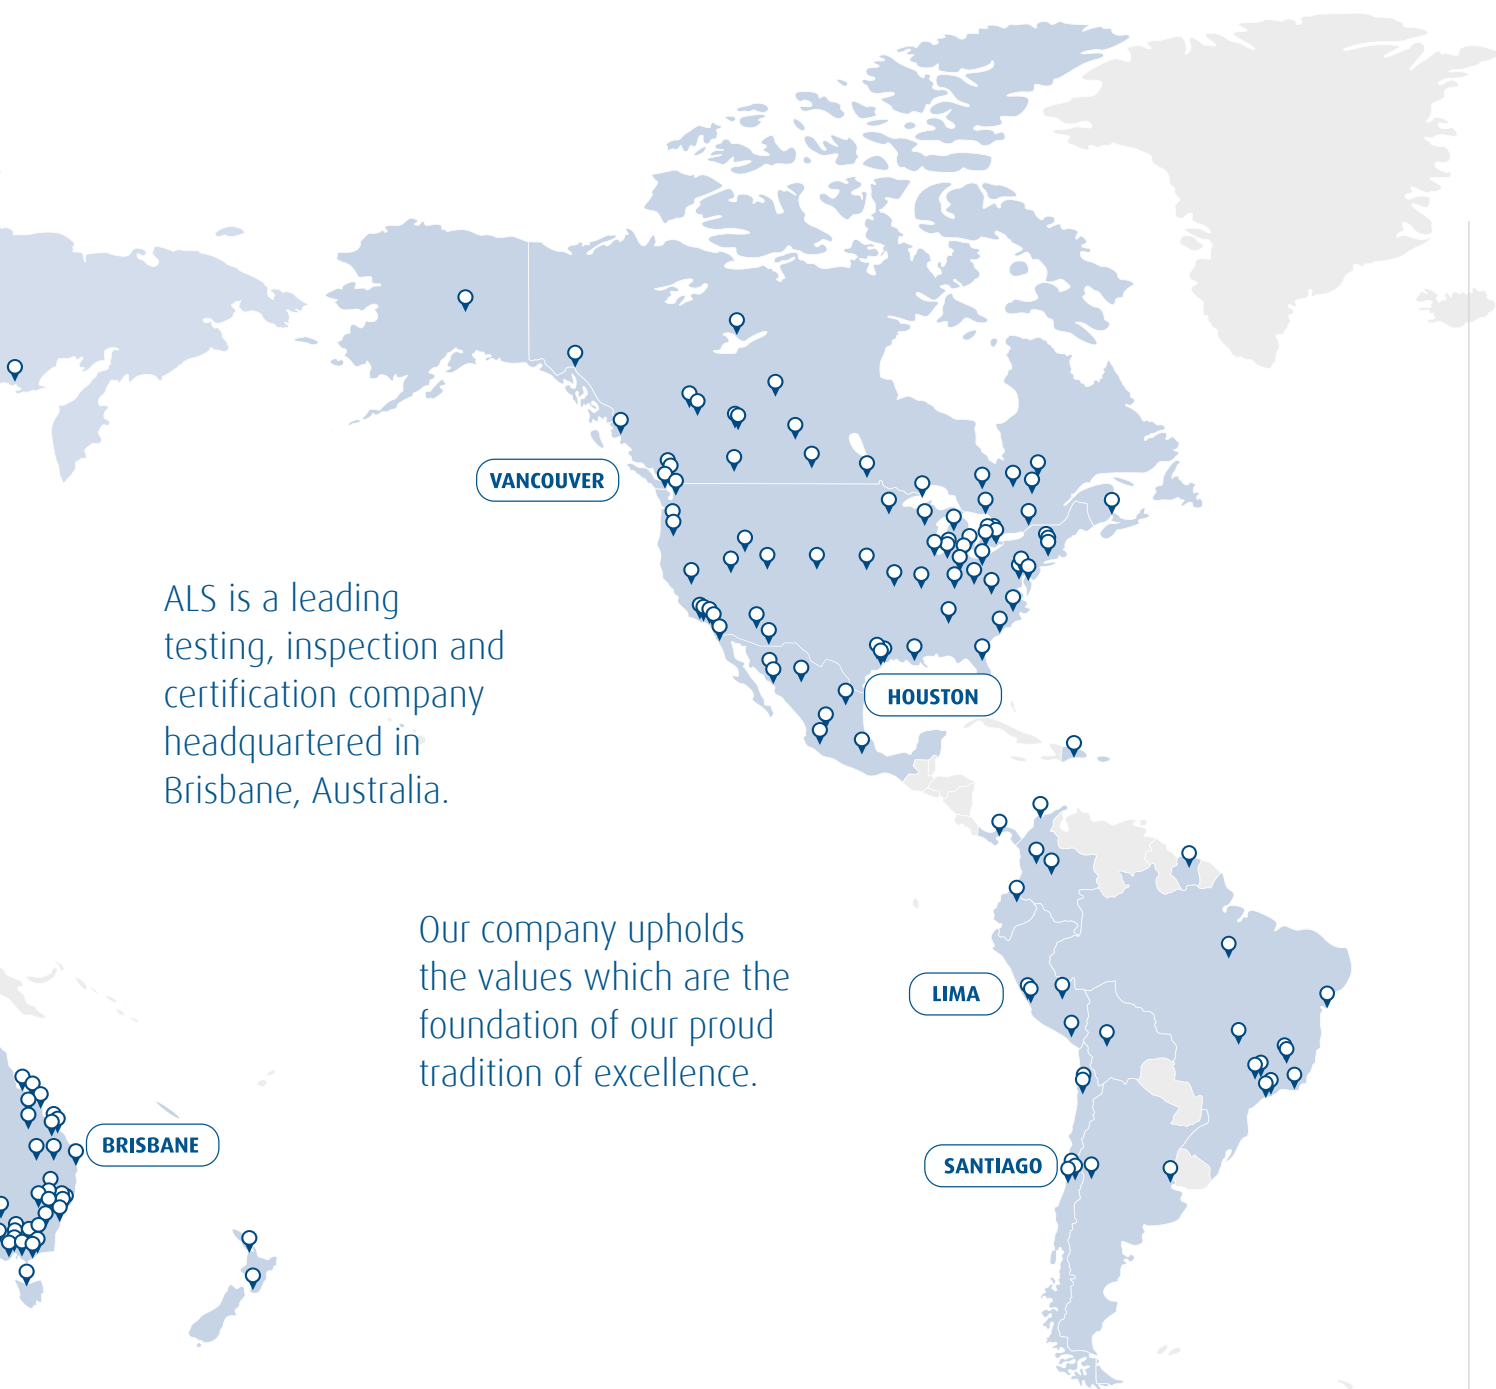 VANCOUVER
ALS is a leading
testing, inspection and
certification company
headquartered in
Brisbane, Australia.
HOUSTON
Our company upholds
the values which are the
foundation of our proud
tradition of excellence.
LIMA
BRISBANE
SANTIAGO